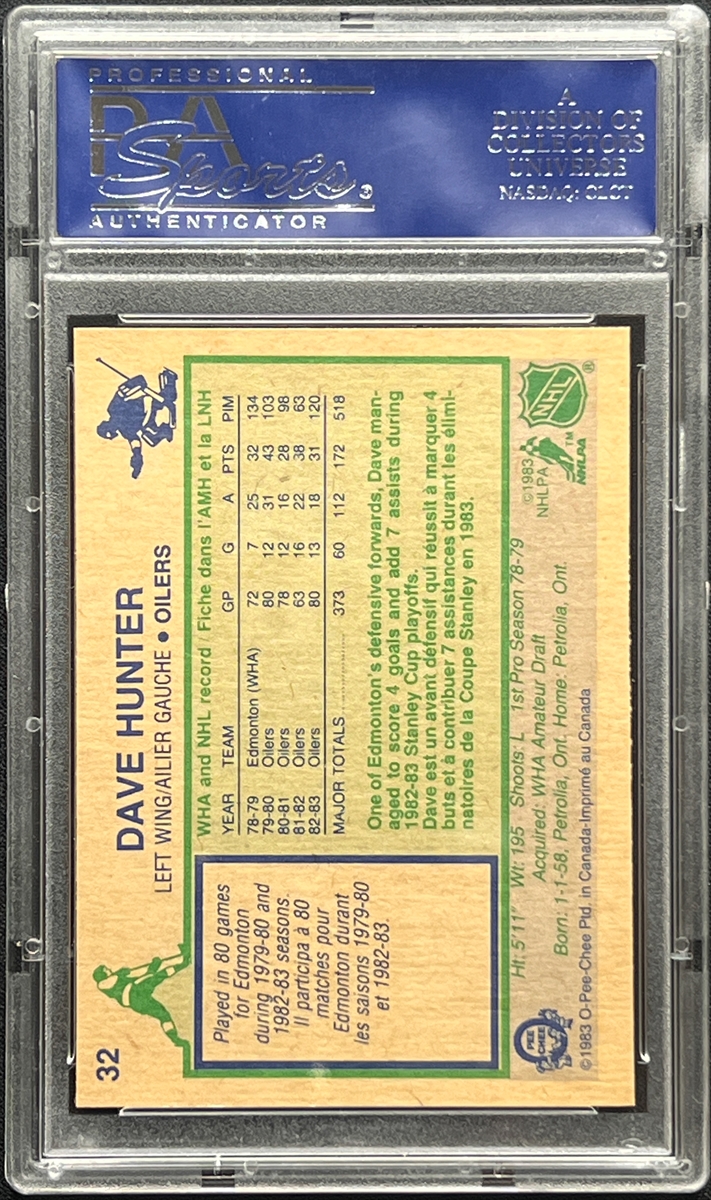 PROFESSIONAL
PSA
Sports®
AUTHENTICATOR
A
DIVISION OF
COLLECTORS
UNIVERSE
NASDAQ: CLCT
32
DAVE HUNTER
LEFT WING/AILIER GAUCHE • OILERS
Played in 80 games
for Edmonton
during 1979-80 and
1982-83 seasons.
Il participa à 80
matches pour
Edmonton durant
les saisons 1979-80
et 1982-83.
WHA and NHL record / Fiche dans l'AMH et la LNH
YEAR TEAM GP G A PTS PIM
78-79 Edmonton (WHA) 72 7 25 32 134
79-80 Oilers 80 12 31 43 103
80-81 Oilers 78 12 16 28 98
81-82 Oilers 63 16 22 38 63
82-83 Oilers 80 13 18 31 120
MAJOR TOTALS .......... 373 60 112 172 518
One of Edmonton's defensive forwards, Dave man-
aged to score 4 goals and add 7 assists during
1982-83 Stanley Cup playoffs.
Dave est un avant défensif qui réussit à marquer 4
buts et à contribuer 7 assistances durant les élimi-
natoires de la Coupe Stanley en 1983.
Ht: 5'11" Wt: 195 Shoots: L 1st Pro Season 78-79
Acquired: WHA Amateur Draft
Born: 1-1-58, Petrolia, Ont. Home: Petrolia, Ont.
©1983 O-Pee-Chee Ptd. in Canada-Imprimé au Canada
O
PEE
CHEE
©1983
NHLPA
NHLPA
TM
NHL
®